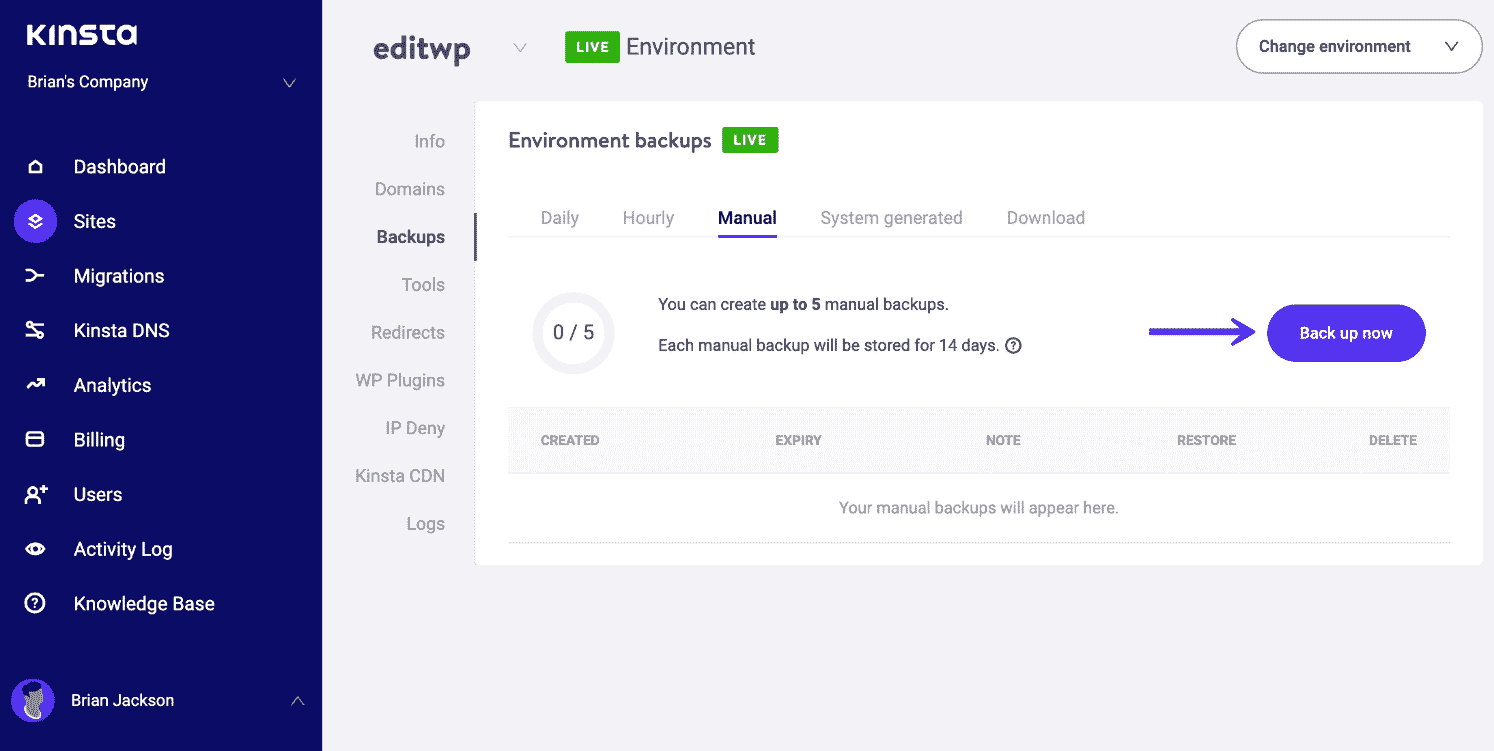 KINSTA
Brian's Company
Dashboard
Sites
Migrations
Kinsta DNS
Analytics
Billing
Users
Activity Log
Knowledge Base
Brian Jackson
editwp
LIVE Environment
Change environment
Info
Domains
Backups
Tools
Redirects
WP Plugins
IP Deny
Kinsta CDN
Logs
Environment backups LIVE
Daily Hourly Manual System generated Download
0 / 5
You can create up to 5 manual backups.
Each manual backup will be stored for 14 days. ?
Back up now
CREATED EXPIRY NOTE RESTORE DELETE
Your manual backups will appear here.